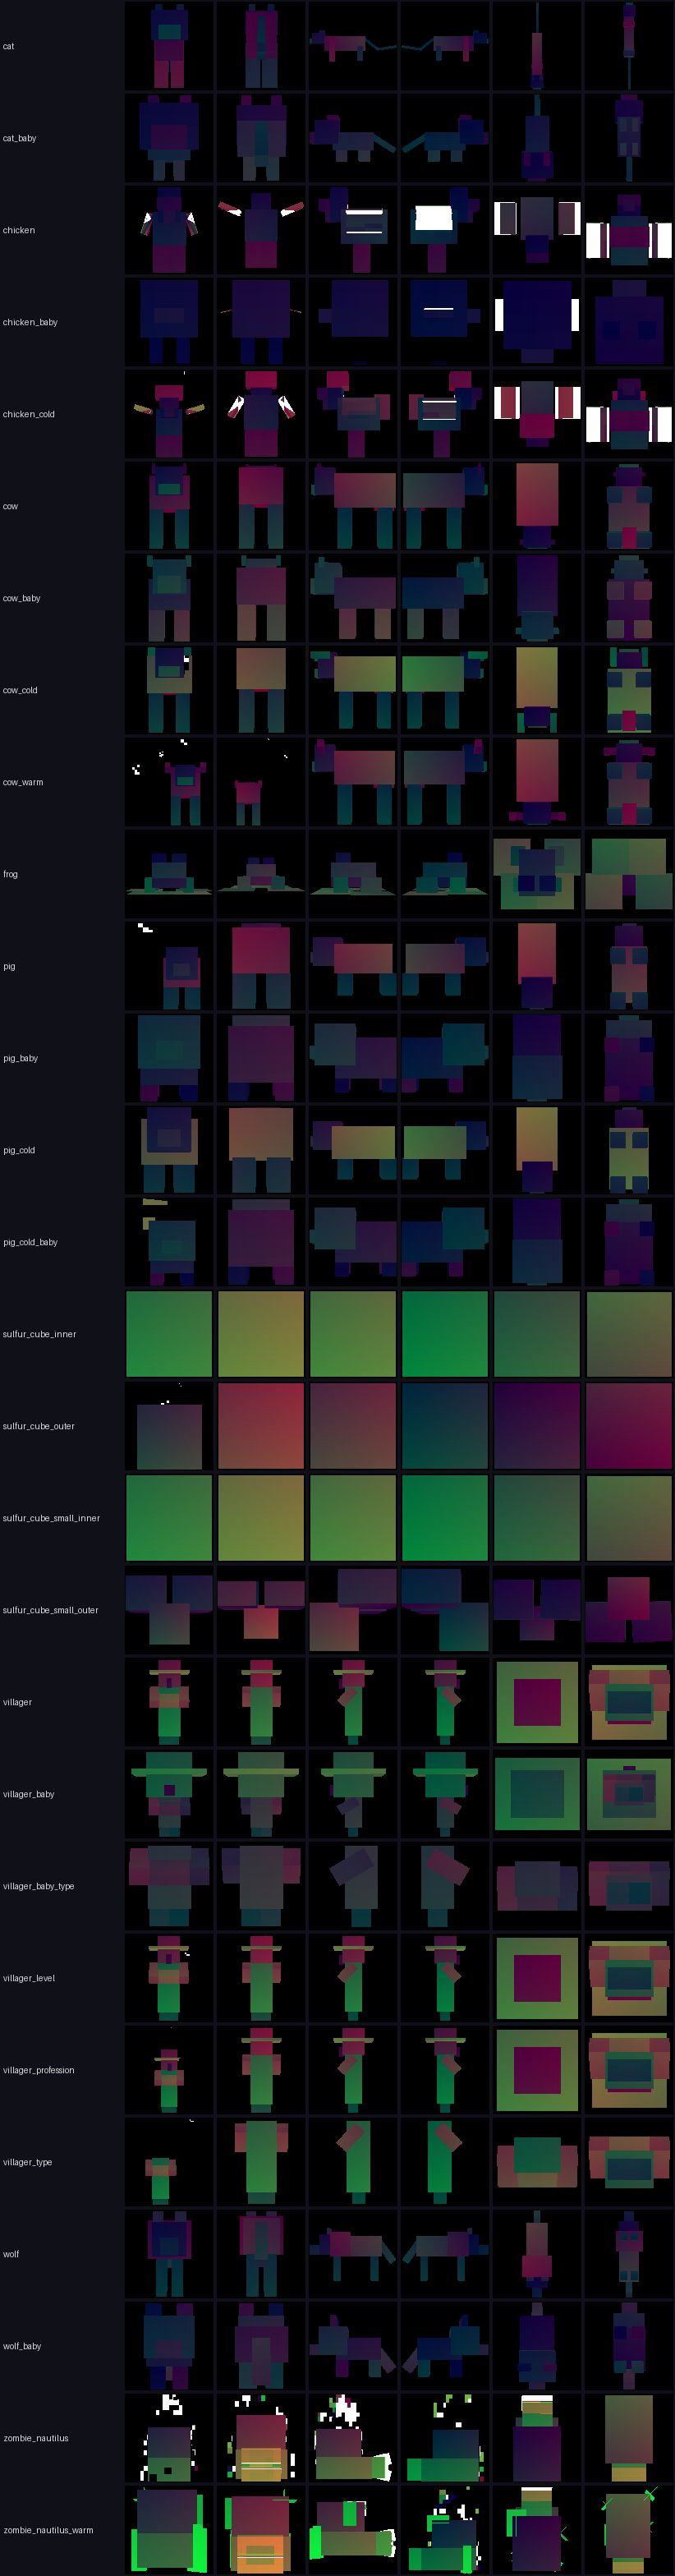 cat
cat_baby
chicken
chicken_baby
chicken_cold
cow
cow_baby
cow_cold
cow_warm
frog
pig
pig_baby
pig_cold
pig_cold_baby
sulfur_cube_inner
sulfur_cube_outer
sulfur_cube_small_inner
sulfur_cube_small_outer
villager
villager_baby
villager_baby_type
villager_level
villager_profession
villager_type
wolf
wolf_baby
zombie_nautilus
zombie_nautilus_warm